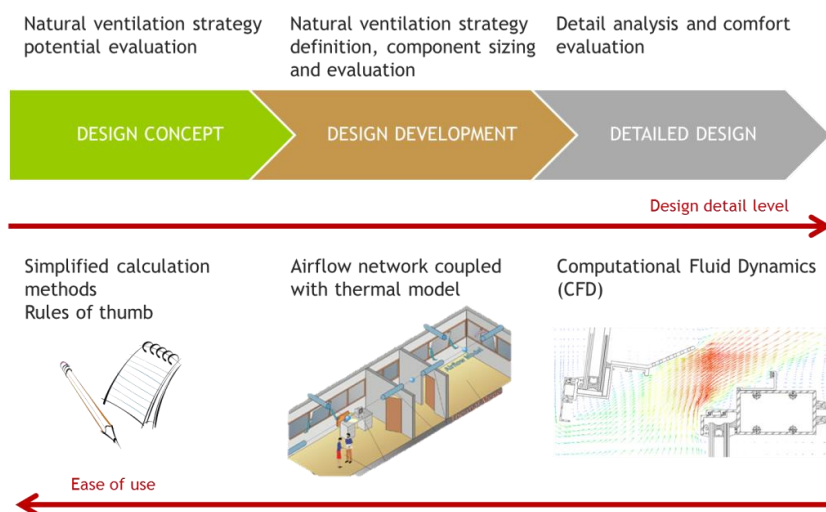 Natural ventilation strategy
potential evaluation
Natural ventilation strategy
definition, component sizing
and evaluation
Detail analysis and comfort
evaluation
DESIGN CONCEPT
DESIGN DEVELOPMENT
DETAILED DESIGN
Design detail level
Simplified calculation
methods
Rules of thumb
Airflow network coupled
with thermal model
Computational Fluid Dynamics
(CFD)
Ease of use